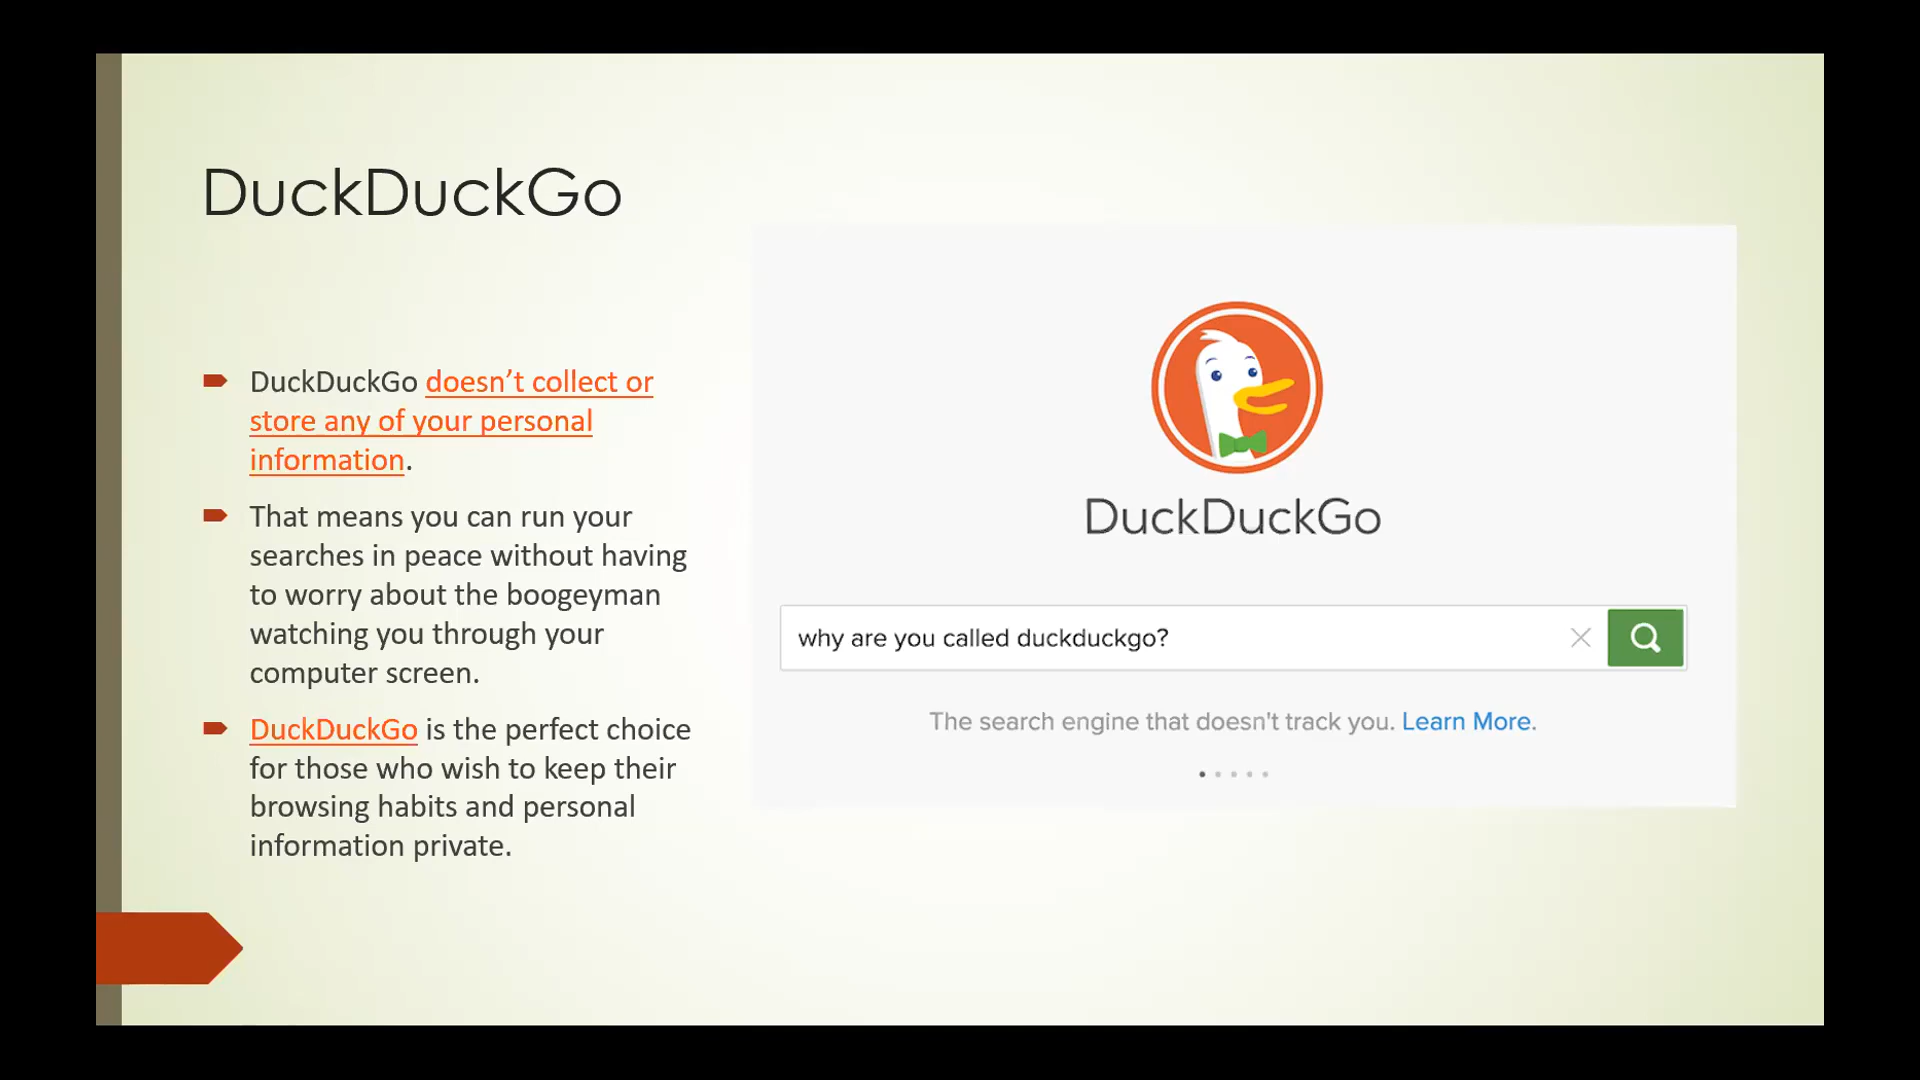 DuckDuckGo
DuckDuckGo doesn’t collect or
store any of your personal
information.
That means you can run your
searches in peace without having
to worry about the boogeyman
watching you through your
computer screen.
DuckDuckGo is the perfect choice
for those who wish to keep their
browsing habits and personal
information private.
DuckDuckGo
why are you called duckduckgo?
The search engine that doesn't track you. Learn More.